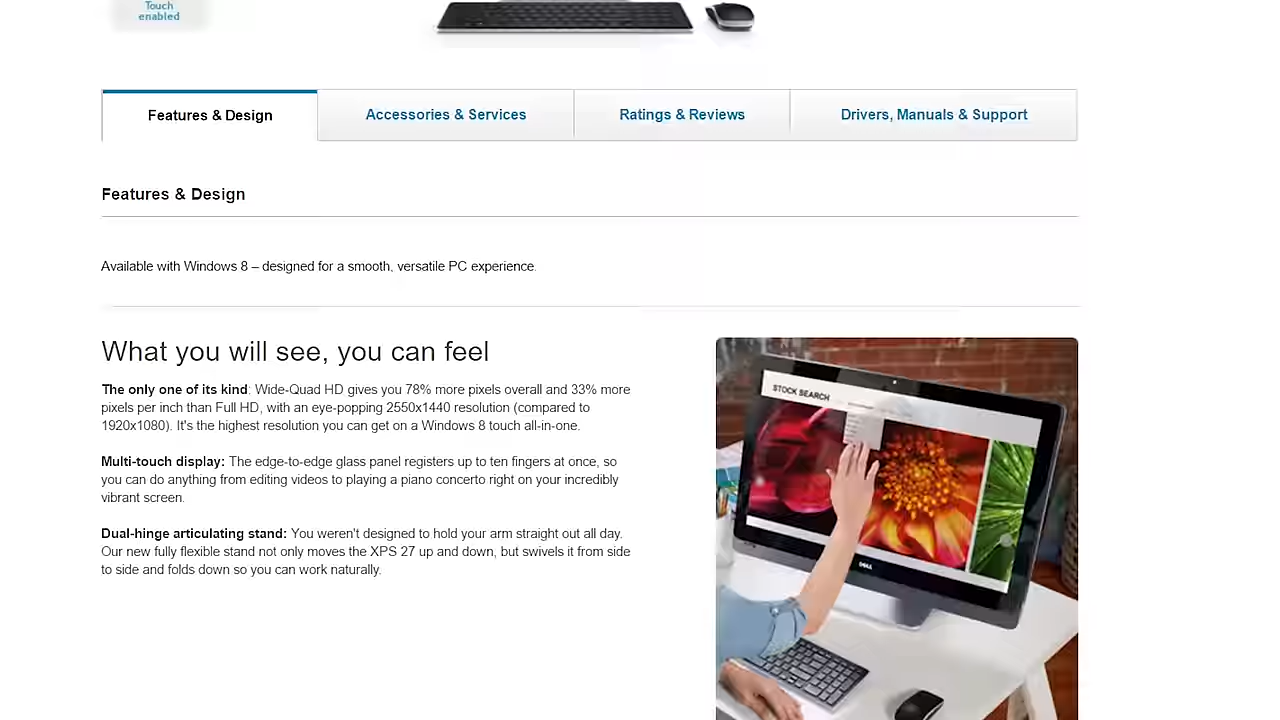 Touch
enabled
Features & Design
Accessories & Services
Ratings & Reviews
Drivers, Manuals & Support
Features & Design
Available with Windows 8 – designed for a smooth, versatile PC experience.
What you will see, you can feel
The only one of its kind: Wide-Quad HD gives you 78% more pixels overall and 33% more
pixels per inch than Full HD, with an eye-popping 2550x1440 resolution (compared to
1920x1080). It's the highest resolution you can get on a Windows 8 touch all-in-one.
Multi-touch display: The edge-to-edge glass panel registers up to ten fingers at once, so
you can do anything from editing videos to playing a piano concerto right on your incredibly
vibrant screen.
Dual-hinge articulating stand: You weren't designed to hold your arm straight out all day.
Our new fully flexible stand not only moves the XPS 27 up and down, but swivels it from side
to side and folds down so you can work naturally.
STOCK SEARCH
DELL